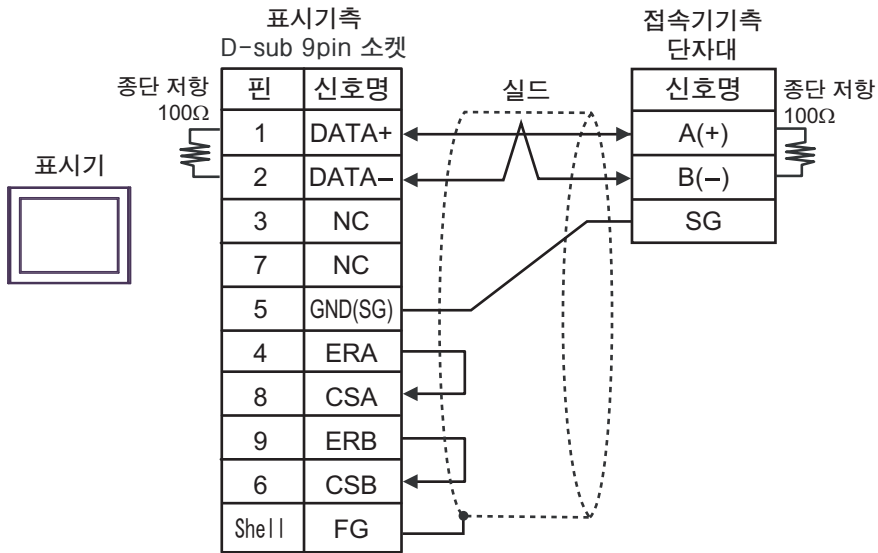 표시기측
D-sub 9pin 소켓
접속기기측
단자대
종단 저항
100Ω
핀 신호명
실드
신호명
종단 저항
100Ω
1 DATA+
A(+)
2 DATA−
B(−)
표시기
3 NC
SG
7 NC
5 GND(SG)
4 ERA
8 CSA
9 ERB
6 CSB
Shell FG